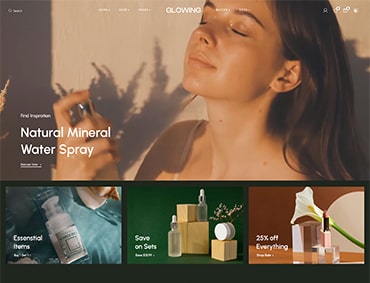 Search
GLOWING
Find Inspiration
Natural Mineral
Water Spray
Essential
Items
Save
on Sets
25% off
Everything
Shop Sale